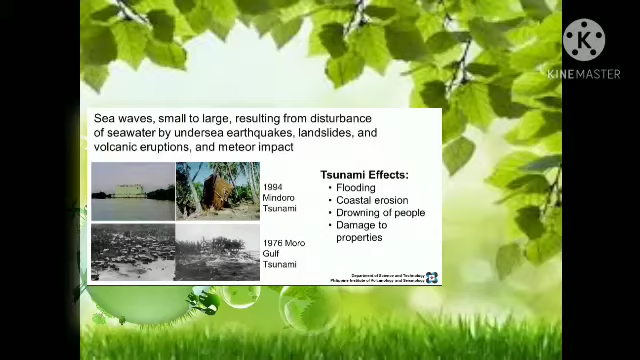 KINEMASTER
Sea waves, small to large, resulting from disturbance
of seawater by undersea earthquakes, landslides, and
volcanic eruptions, and meteor impact
Tsunami Effects:
• Flooding
• Coastal erosion
• Drowning of people
• Damage to
properties
1994
Mindoro
Tsunami
1976 Moro
Gulf
Tsunami
Department of Science and Technology
Philippine Institute of Volcanology and Seismology